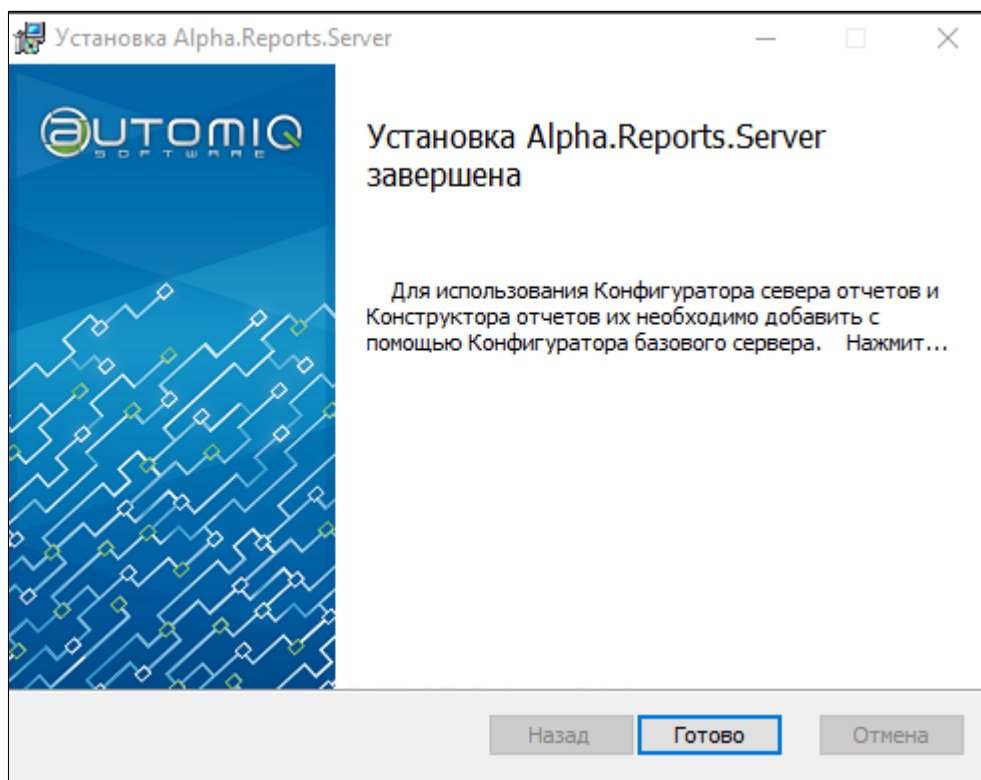 Установка Alpha.Reports.Server
AUTOMIQ
SOFTWARE
Установка Alpha.Reports.Server
завершена
Для использования Конфигуратора севера отчетов и
Конструктора отчетов их необходимо добавить с
помощью Конфигуратора базового сервера. Нажмит...
Назад Готово Отмена